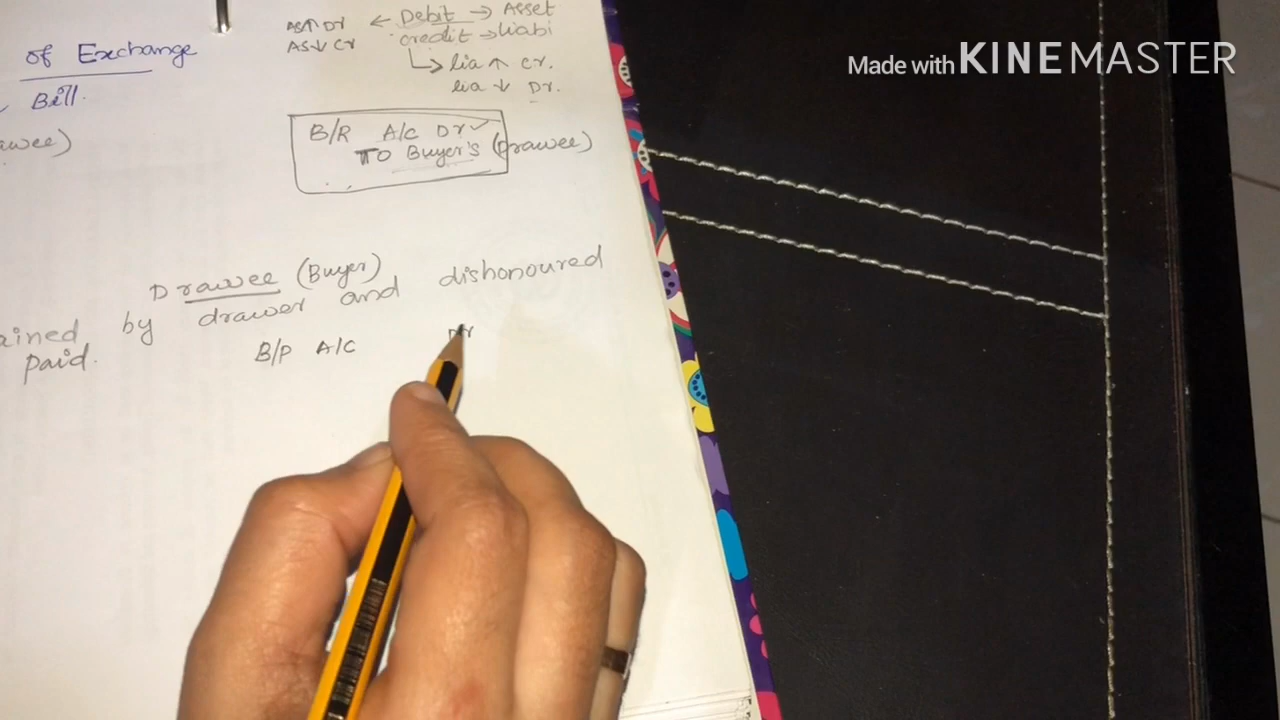 of Exchange
Bill.
awee)
AS↑ Dr ← Debit → Asset
AS↓ Cr credit → liabi
↳ lia ↑ cr.
lia ↓ Dr.
B/R A/C Dr ✓
TO Buyer's (Drawee)
Drawee (Buyer)
ained by drawer and dishonoured
paid.
B/P A/C Dr
Made with KINEMASTER